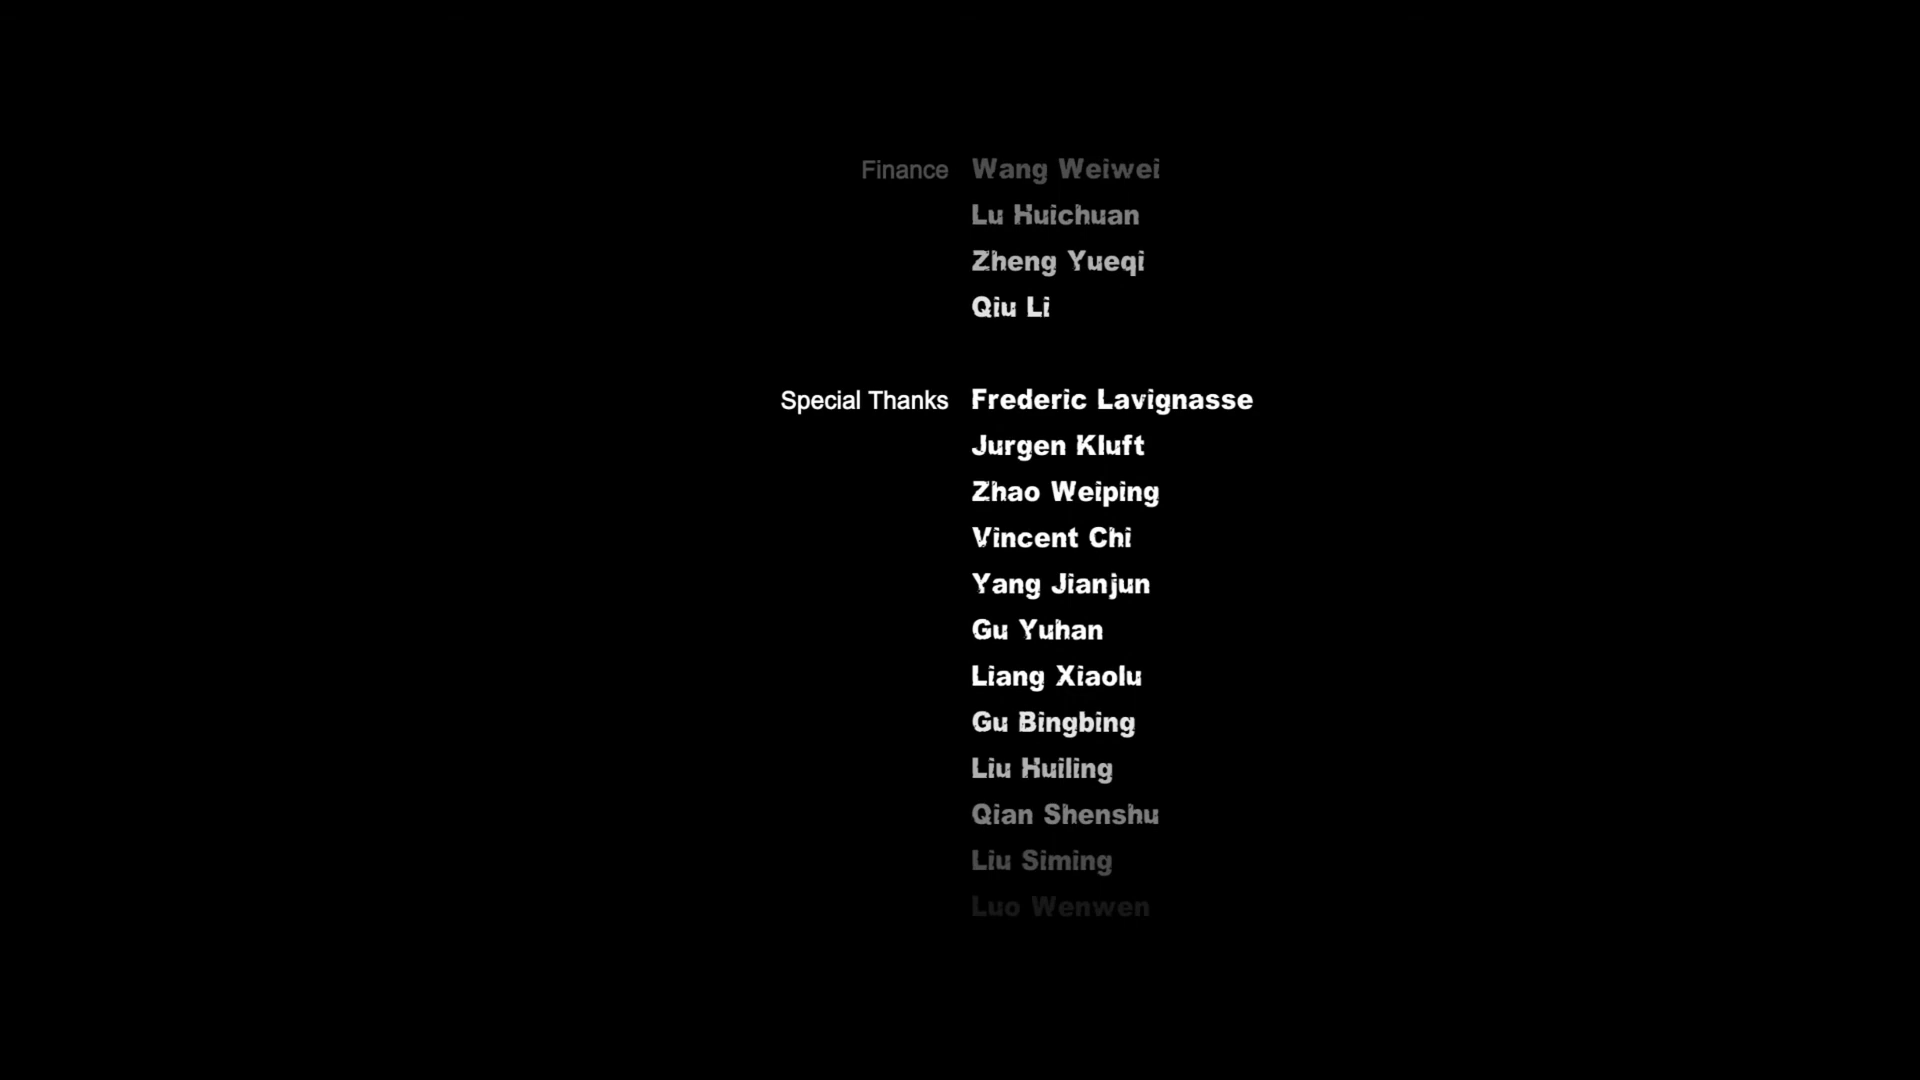 Finance Wang Weiwei
Lu Huichuan
Zheng Yueqi
Qiu Li
Special Thanks Frederic Lavignasse
Jurgen Kluft
Zhao Weiping
Vincent Chi
Yang Jianjun
Gu Yuhan
Liang Xiaolu
Gu Bingbing
Liu Huiling
Qian Shenshu
Liu Siming
Luo Wenwen